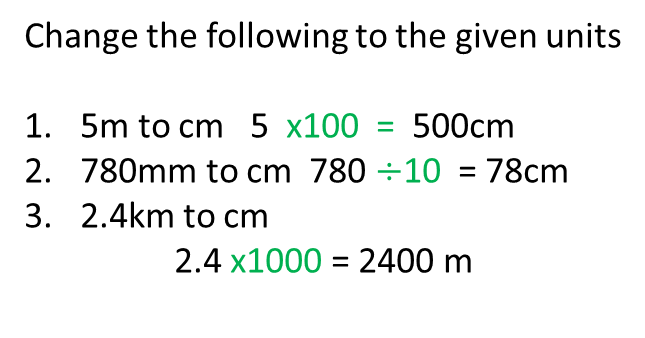 Change the following to the given units
1. 5m to cm 5 x100 = 500cm
2. 780mm to cm 780 ÷10 = 78cm
3. 2.4km to cm
2.4 x1000 = 2400 m